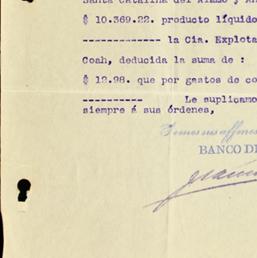 Santa Catalina del Alamo y An
$ 10.369.22. producto líquido
------------- la Cia. Explota
Coah, deducida la suma de :
$ 12.98. que por gastos de co
---------- Le suplicamo
siempre á sus órdenes,
BANCO DE